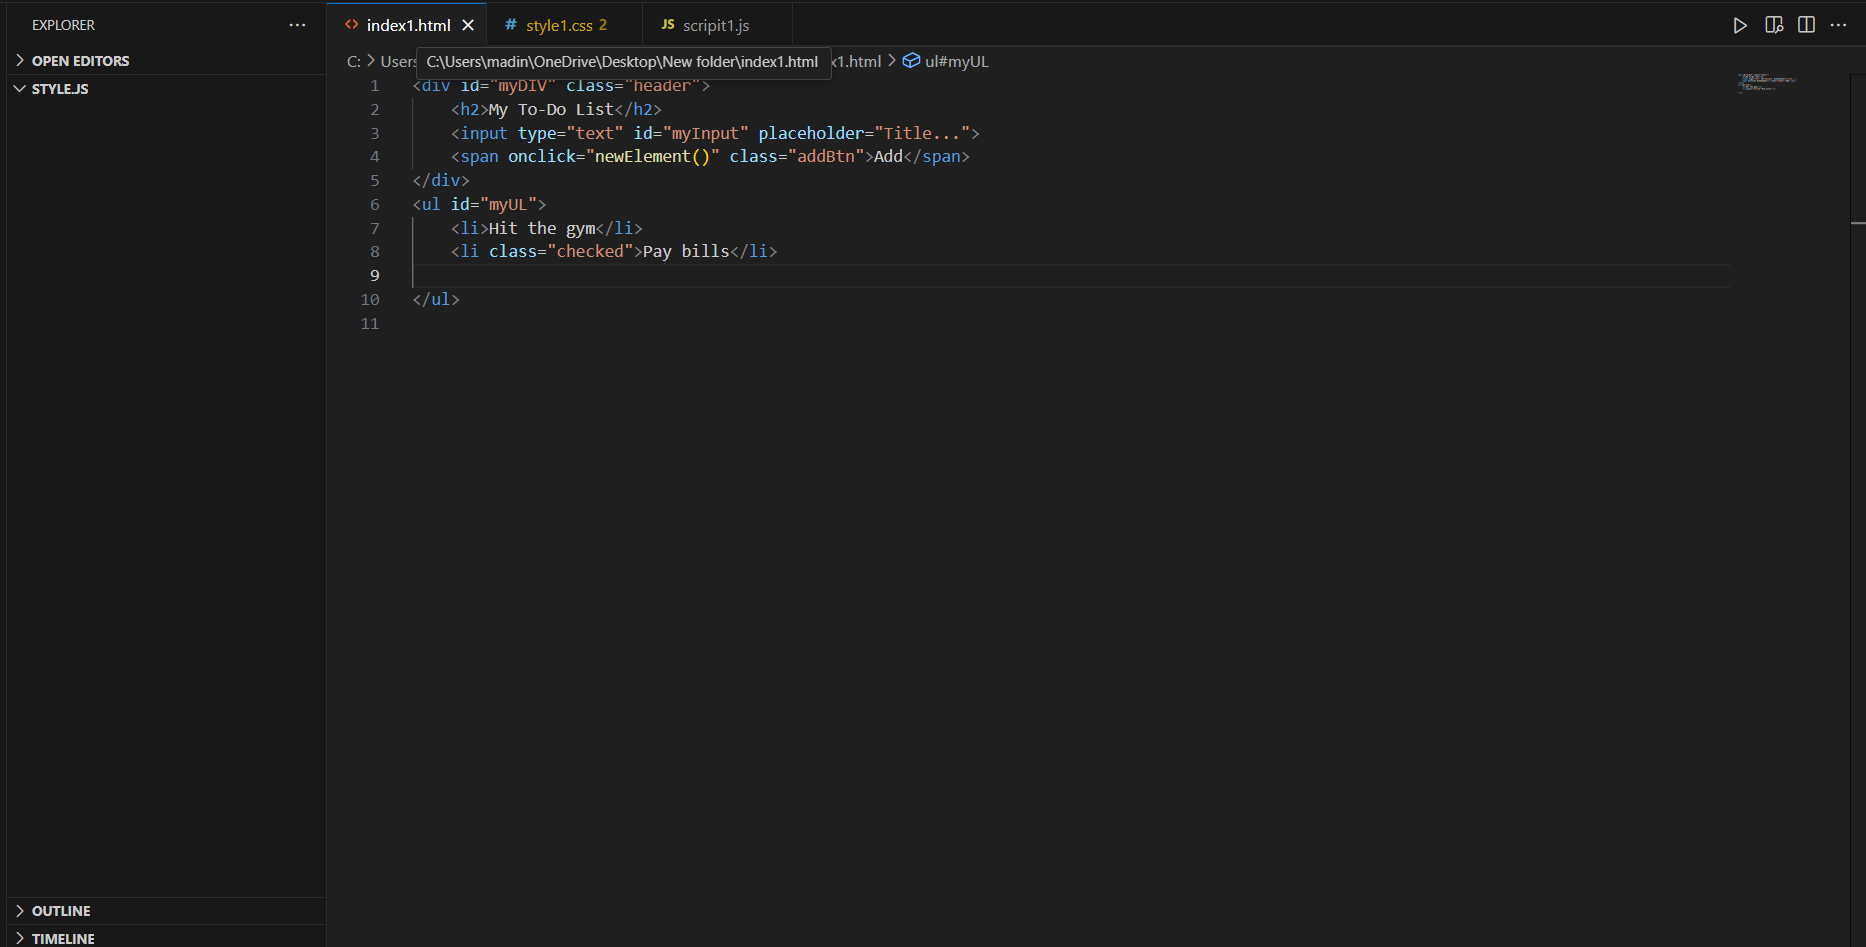 EXPLORER
OPEN EDITORS
STYLE.JS
OUTLINE
TIMELINE
index1.html
# style1.css 2
JS scripit1.js
C: > Users
C:\Users\madin\OneDrive\Desktop\New folder\index1.html
x1.html > ul#myUL
1 <div id="myDIV" class="header">
2 <h2>My To-Do List</h2>
3 <input type="text" id="myInput" placeholder="Title...">
4 <span onclick="newElement()" class="addBtn">Add</span>
5 </div>
6 <ul id="myUL">
7 <li>Hit the gym</li>
8 <li class="checked">Pay bills</li>
9
10 </ul>
11